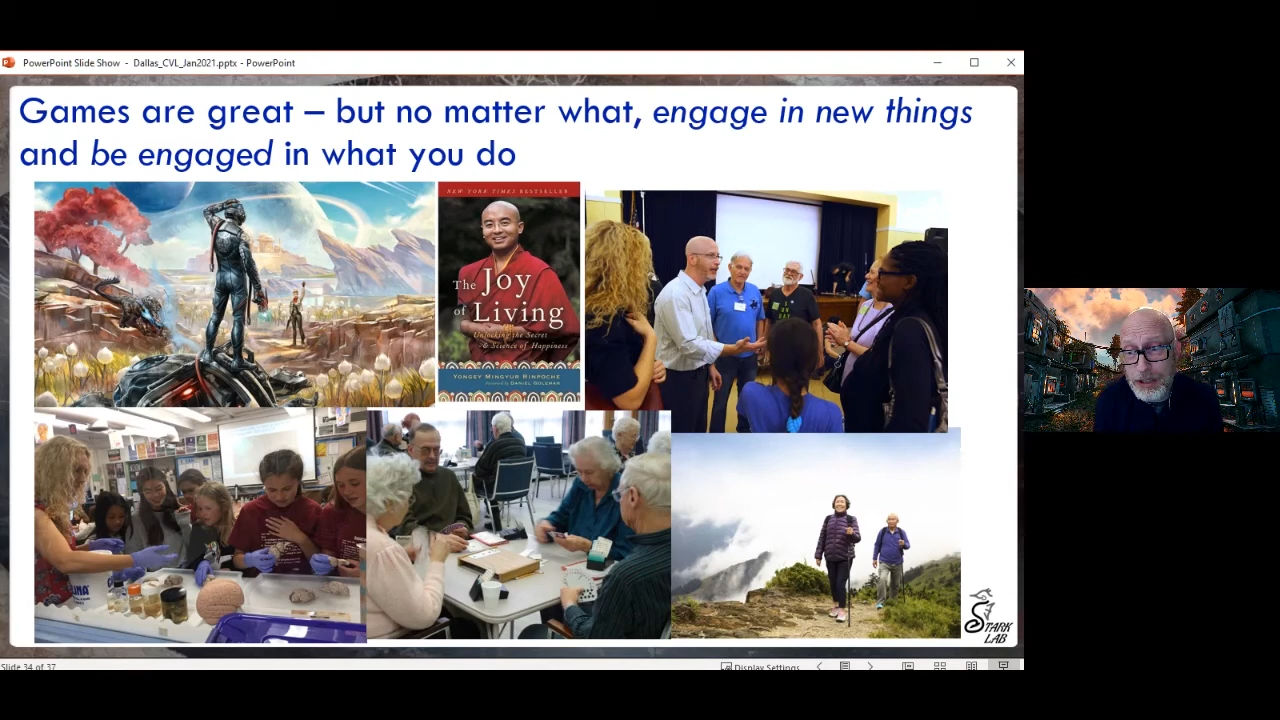 PowerPoint Slide Show - Dallas_CVL_Jan2021.pptx - PowerPoint
Games are great – but no matter what, engage in new things
and be engaged in what you do
NEW YORK TIMES BESTSELLER
The Joy
of Living
Unlocking the Secret
& Science of Happiness
YONGEY MINGYUR RINPOCHE
DANIEL GOLEMAN
STARK
LAB
Slide 34 of 37
Display Settings